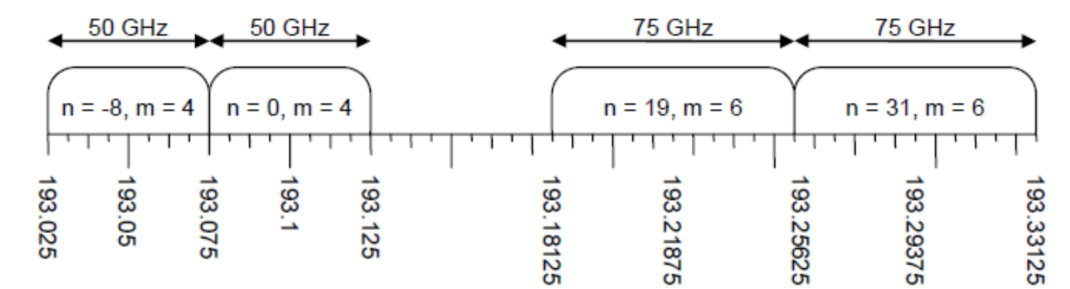 50 GHz 50 GHz 75 GHz 75 GHz
n = -8, m = 4 n = 0, m = 4 n = 19, m = 6 n = 31, m = 6
193.025 193.05 193.075 193.1 193.125 193.18125 193.21875 193.25625 193.29375 193.33125